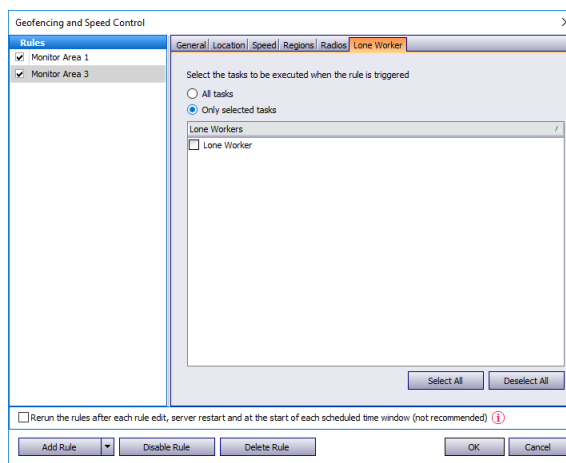 Geofencing and Speed Control
Rules
Monitor Area 1
Monitor Area 3
General Location Speed Regions Radios Lone Worker
Select the tasks to be executed when the rule is triggered
All tasks
Only selected tasks
Lone Workers /
Lone Worker
Select All Deselect All
Rerun the rules after each rule edit, server restart and at the start of each scheduled time window (not recommended) i
Add Rule Disable Rule Delete Rule OK Cancel